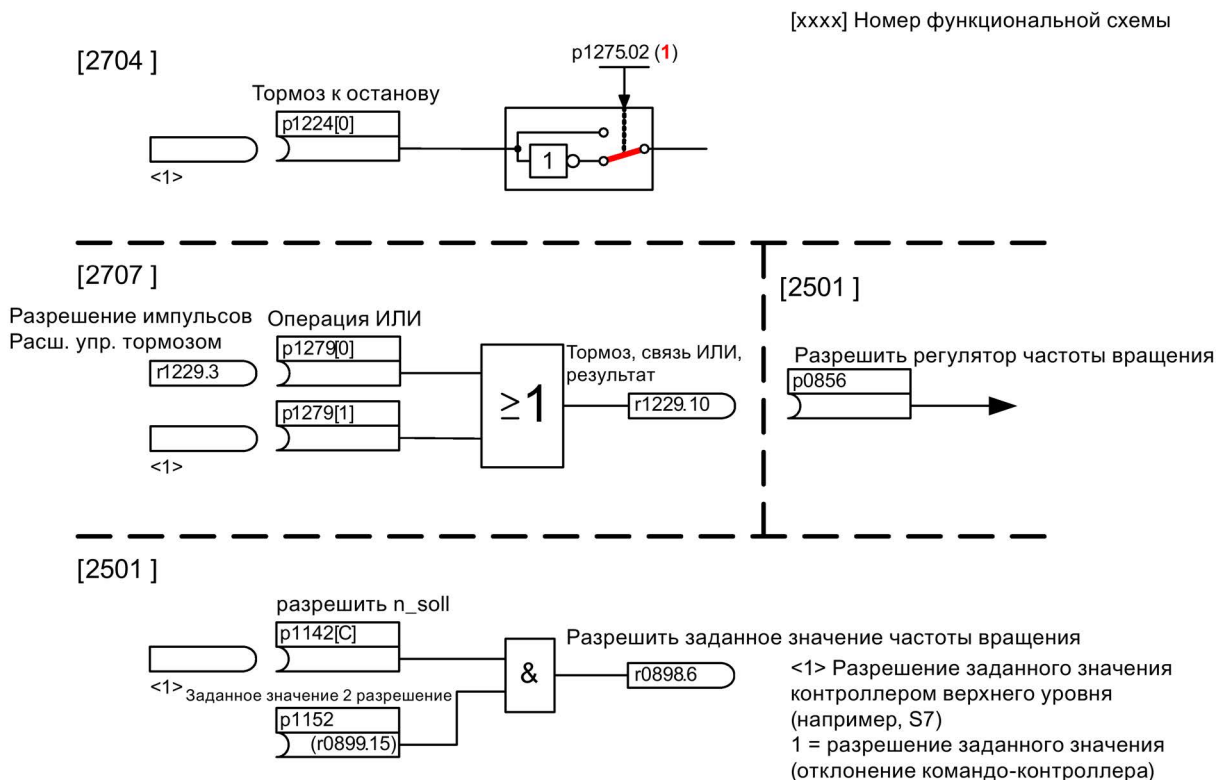 [xxxx] Номер функциональной схемы
[2704 ]
p1275.02 (1)
Тормоз к останову
p1224[0]
1
<1>
[2707 ]
[2501 ]
Разрешение импульсов
Расш. упр. тормозом
Операция ИЛИ
r1229.3
p1279[0]
≥1
Тормоз, связь ИЛИ,
результат
r1229.10
Разрешить регулятор частоты вращения
p0856
p1279[1]
<1>
[2501 ]
разрешить n_soll
p1142[C]
&
Разрешить заданное значение частоты вращения
r0898.6
<1>
Заданное значение 2 разрешение
p1152
(r0899.15)
<1> Разрешение заданного значения
контроллером верхнего уровня
(например, S7)
1 = разрешение заданного значения
(отклонение командо-контроллера)